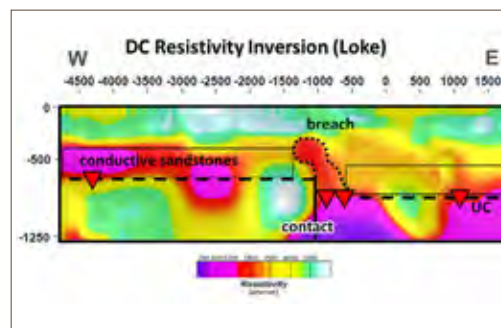 DC Resistivity Inversion (Loke)
W
E
-4500 -4000 -3500 -3000 -2500 -2000 -1500 -1000 -500 0 500 1000 1500
0
breach
-500
conductive sandstones
UC
contact
-1250
Resistivity